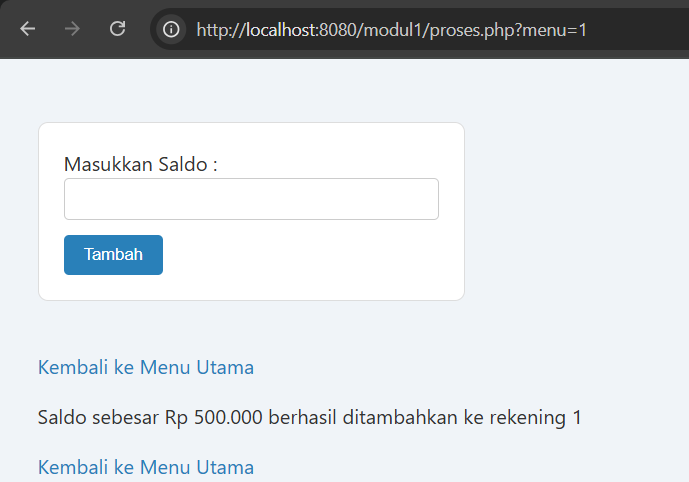 http://localhost:8080/modul1/proses.php?menu=1
Masukkan Saldo :
Tambah
Kembali ke Menu Utama
Saldo sebesar Rp 500.000 berhasil ditambahkan ke rekening 1
Kembali ke Menu Utama